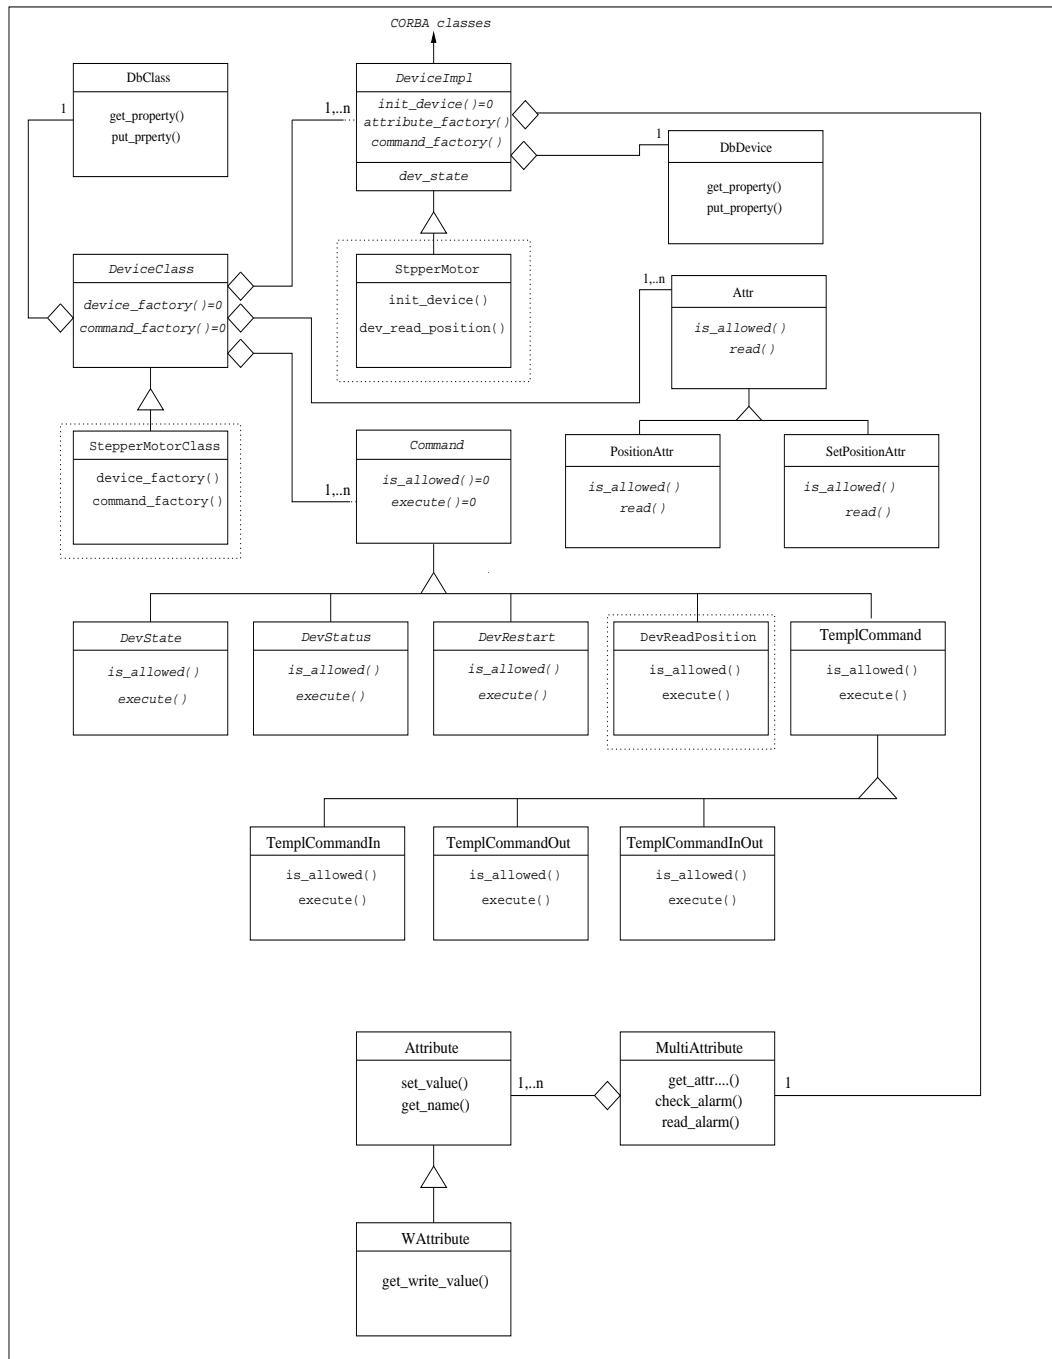 CORBA classes
DbClass
get_property()
put_prperty()
1
DeviceImpl
init_device()=0
attribute_factory()
command_factory()
dev_state
1,..n
1
DbDevice
get_property()
put_property()
DeviceClass
device_factory()=0
command_factory()=0
StpperMotor
init_device()
dev_read_position()
1,..n
Attr
is_allowed()
read()
StepperMotorClass
device_factory()
command_factory()
Command
is_allowed()=0
execute()=0
1,..n
PositionAttr
is_allowed()
read()
SetPositionAttr
is_allowed()
read()
DevState
is_allowed()
execute()
DevStatus
is_allowed()
execute()
DevRestart
is_allowed()
execute()
DevReadPosition
is_allowed()
execute()
TemplCommand
is_allowed()
execute()
TemplCommandIn
is_allowed()
execute()
TemplCommandOut
is_allowed()
execute()
TemplCommandInOut
is_allowed()
execute()
Attribute
set_value()
get_name()
1,..n
MultiAttribute
get_attr....()
check_alarm()
read_alarm()
1
WAttribute
get_write_value()